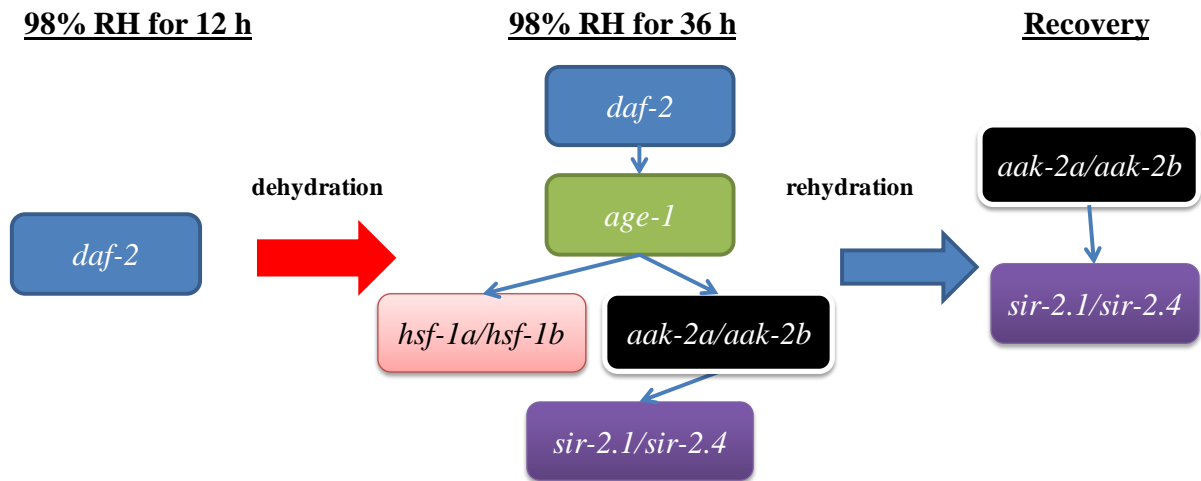 98% RH for 12 h
98% RH for 36 h
Recovery
daf-2
dehydration
daf-2
age-1
hsf-1a/hsf-1b
aak-2a/aak-2b
sir-2.1/sir-2.4
rehydration
aak-2a/aak-2b
sir-2.1/sir-2.4